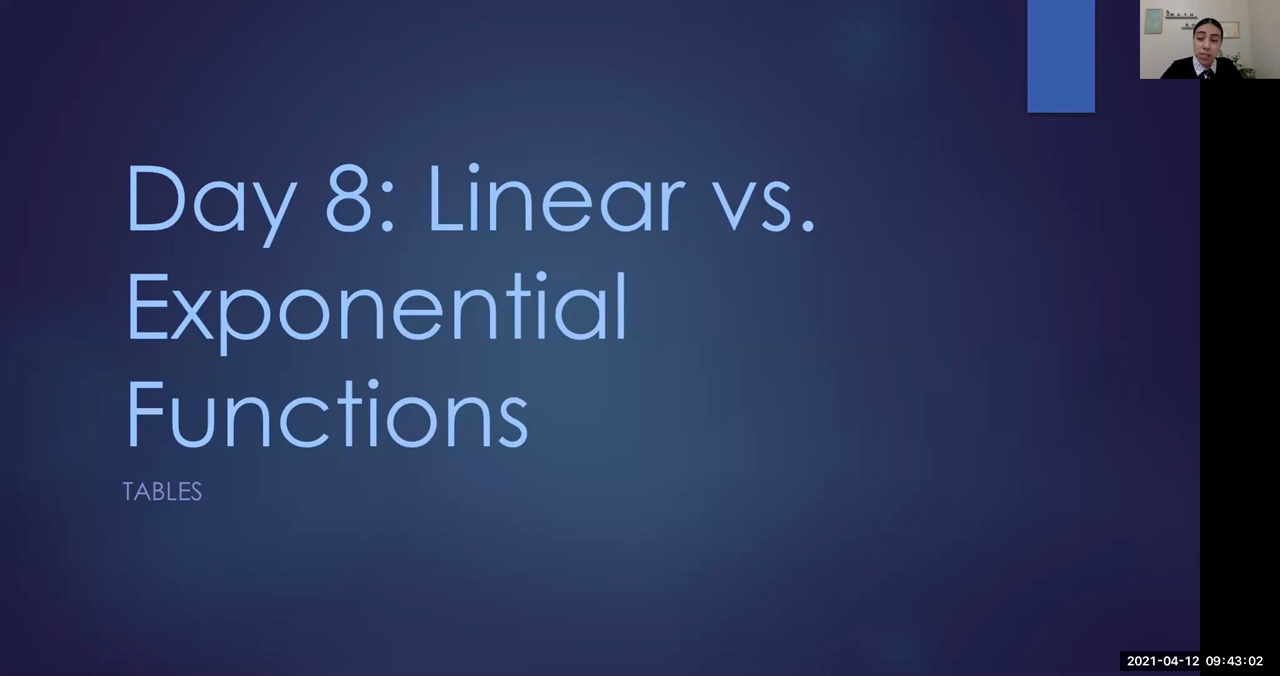 Day 8: Linear vs.
Exponential
Functions
TABLES
2021-04-12 09:43:02